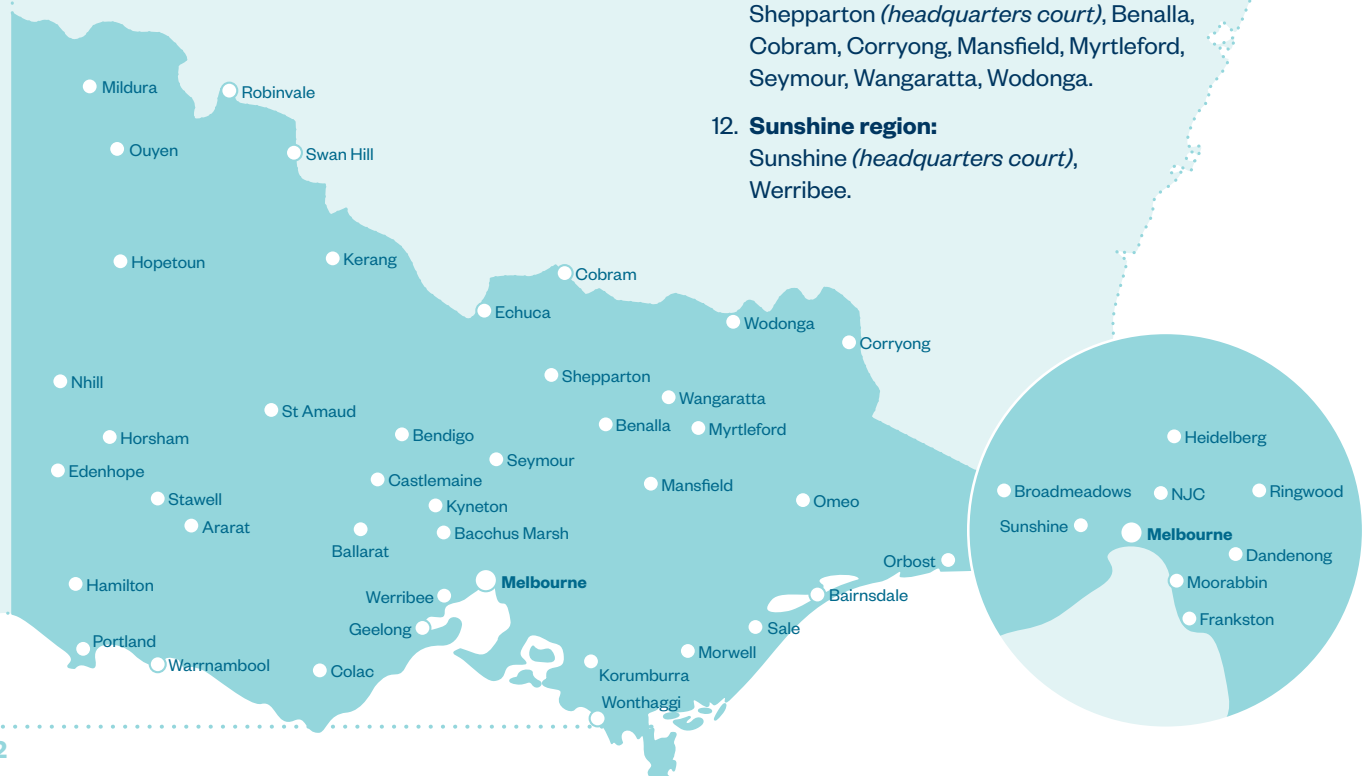 Shepparton (headquarters court), Benalla,
Cobram, Corryong, Mansfield, Myrtleford,
Seymour, Wangaratta, Wodonga.
12. Sunshine region:
Sunshine (headquarters court),
Werribee.
Mildura
Robinvale
Ouyen
Swan Hill
Hopetoun
Kerang
Cobram
Echuca
Wodonga
Corryong
Nhill
Shepparton
Wangaratta
St Amaud
Benalla
Myrtleford
Horsham
Bendigo
Seymour
Edenhope
Castlemaine
Mansfield
Stawell
Kyneton
Omeo
Ararat
Bacchus Marsh
Ballarat
Orbost
Hamilton
Melbourne
Werribee
Bairnsdale
Geelong
Sale
Portland
Morwell
Warrnambool
Colac
Korumburra
Wonthaggi
Heidelberg
Broadmeadows
NJC
Ringwood
Sunshine
Melbourne
Dandenong
Moorabbin
Frankston
2